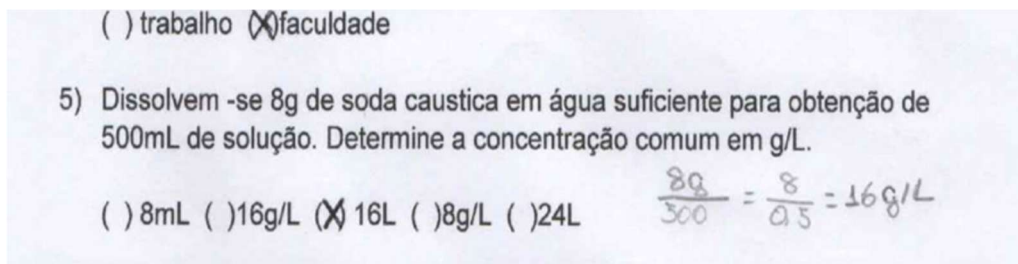 ( ) trabalho (X)faculdade
5) Dissolvem -se 8g de soda caustica em água suficiente para obtenção de
500mL de solução. Determine a concentração comum em g/L.
8g/500 = 8/0,5 = 16g/L
( ) 8mL ( )16g/L (X) 16L ( )8g/L ( )24L